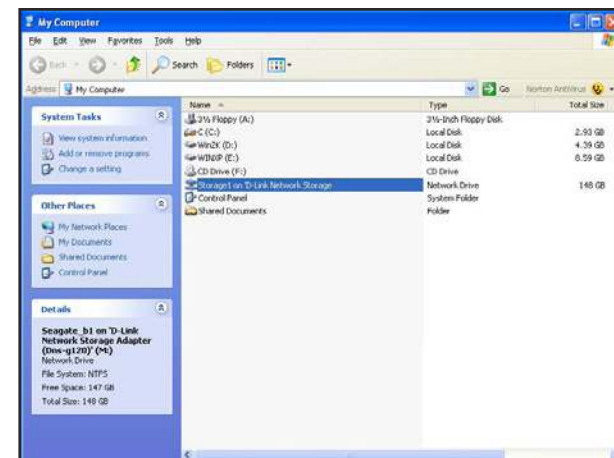 My Computer
File Edit View Favorites Tools Help
Back Search Folders
Address My Computer Go Norton AntiVirus
System Tasks
View system information
Add or remove programs
Change a setting
Other Places
My Network Places
My Documents
Shared Documents
Control Panel
Details
Seagate_b1 on 'D-Link
Network Storage Adapter
(Dns-g120)' (M:)
Network Drive
File System: NTFS
Free Space: 147 GB
Total Size: 148 GB
Name Type Total Size
3½ Floppy (A:) 3½-Inch Floppy Disk
C (C:) Local Disk 2.93 GB
Win2K (D:) Local Disk 4.39 GB
WINXP (E:) Local Disk 8.59 GB
CD Drive (F:) CD Drive
Storage1 on 'D-Link Network Storage Network Drive 148 GB
Control Panel System Folder
Shared Documents Folder